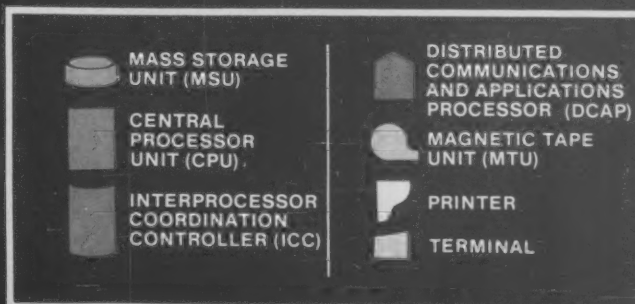 MASS STORAGE
UNIT (MSU)
CENTRAL
PROCESSOR
UNIT (CPU)
INTERPROCESSOR
COORDINATION
CONTROLLER (ICC)
DISTRIBUTED
COMMUNICATIONS
AND APPLICATIONS
PROCESSOR (DCAP)
MAGNETIC TAPE
UNIT (MTU)
PRINTER
TERMINAL